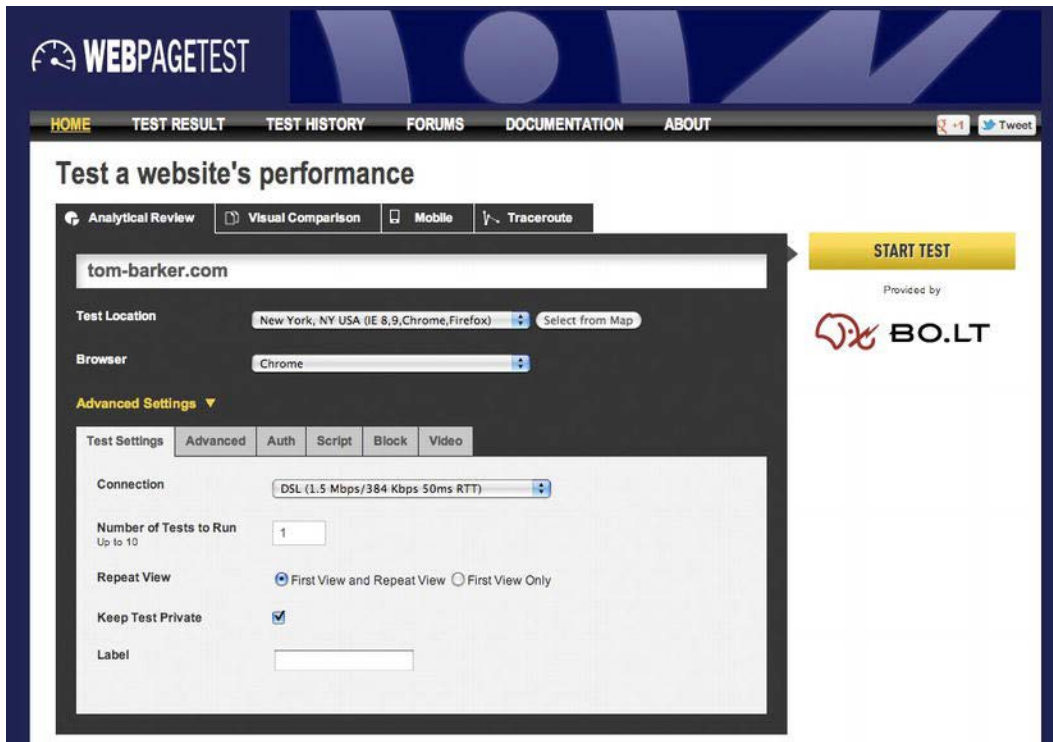 WEBPAGETEST
HOME TEST RESULT TEST HISTORY FORUMS DOCUMENTATION ABOUT +1 Tweet
Test a website's performance
Analytical Review Visual Comparison Mobile Traceroute
tom-barker.com
START TEST
Provided by
BO.LT
Test Location New York, NY USA (IE 8,9,Chrome,Firefox) Select from Map
Browser Chrome
Advanced Settings ▼
Test Settings Advanced Auth Script Block Video
Connection DSL (1.5 Mbps/384 Kbps 50ms RTT)
Number of Tests to Run 1
Up to 10
Repeat View First View and Repeat View First View Only
Keep Test Private
Label